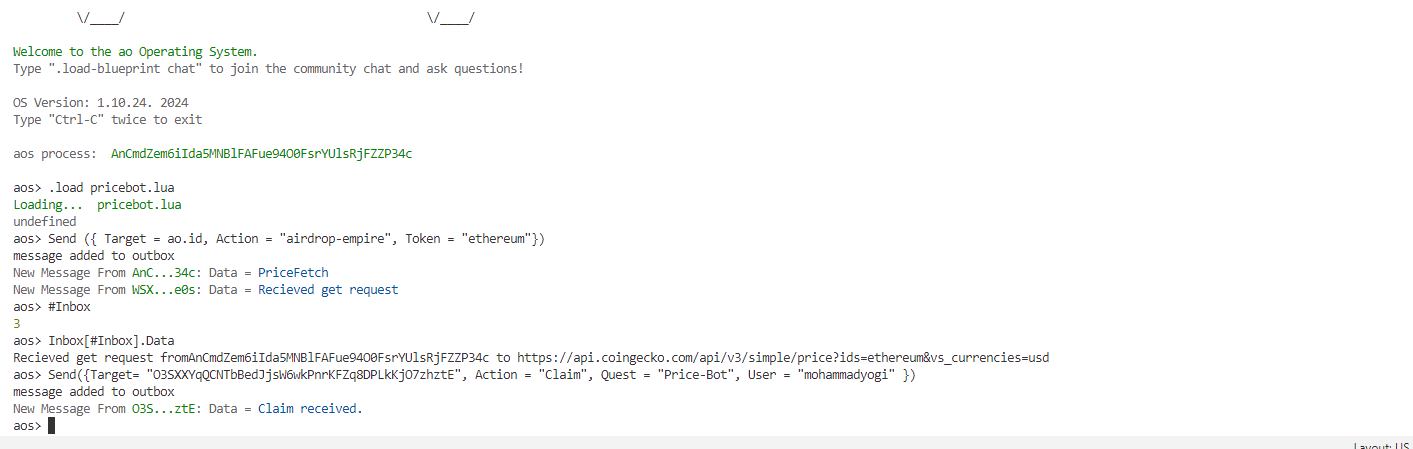 \/____/ \/____/
Welcome to the ao Operating System.
Type ".load-blueprint chat" to join the community chat and ask questions!
OS Version: 1.10.24. 2024
Type "Ctrl-C" twice to exit
aos process:  AnCmdZem6iIda5MNBlFAFue94O0FsrYUlsRjFZZP34c
aos> .load pricebot.lua
Loading...  pricebot.lua
undefined
aos> Send ({ Target = ao.id, Action = "airdrop-empire", Token = "ethereum"})
message added to outbox
New Message From AnC...34c: Data = PriceFetch
New Message From WSX...e0s: Data = Recieved get request
aos> #Inbox
3
aos> Inbox[#Inbox].Data
Recieved get request fromAnCmdZem6iIda5MNBlFAFue94O0FsrYUlsRjFZZP34c to https://api.coingecko.com/api/v3/simple/price?ids=ethereum&vs_currencies=usd
aos> Send({Target= "O3SXXYqQCNTbBedJjsW6wkPnrKFZq8DPLkKjO7zhztE", Action = "Claim", Quest = "Price-Bot", User = "mohammadyogi" })
message added to outbox
New Message From O3S...ztE: Data = Claim received.
aos>
Layout: US